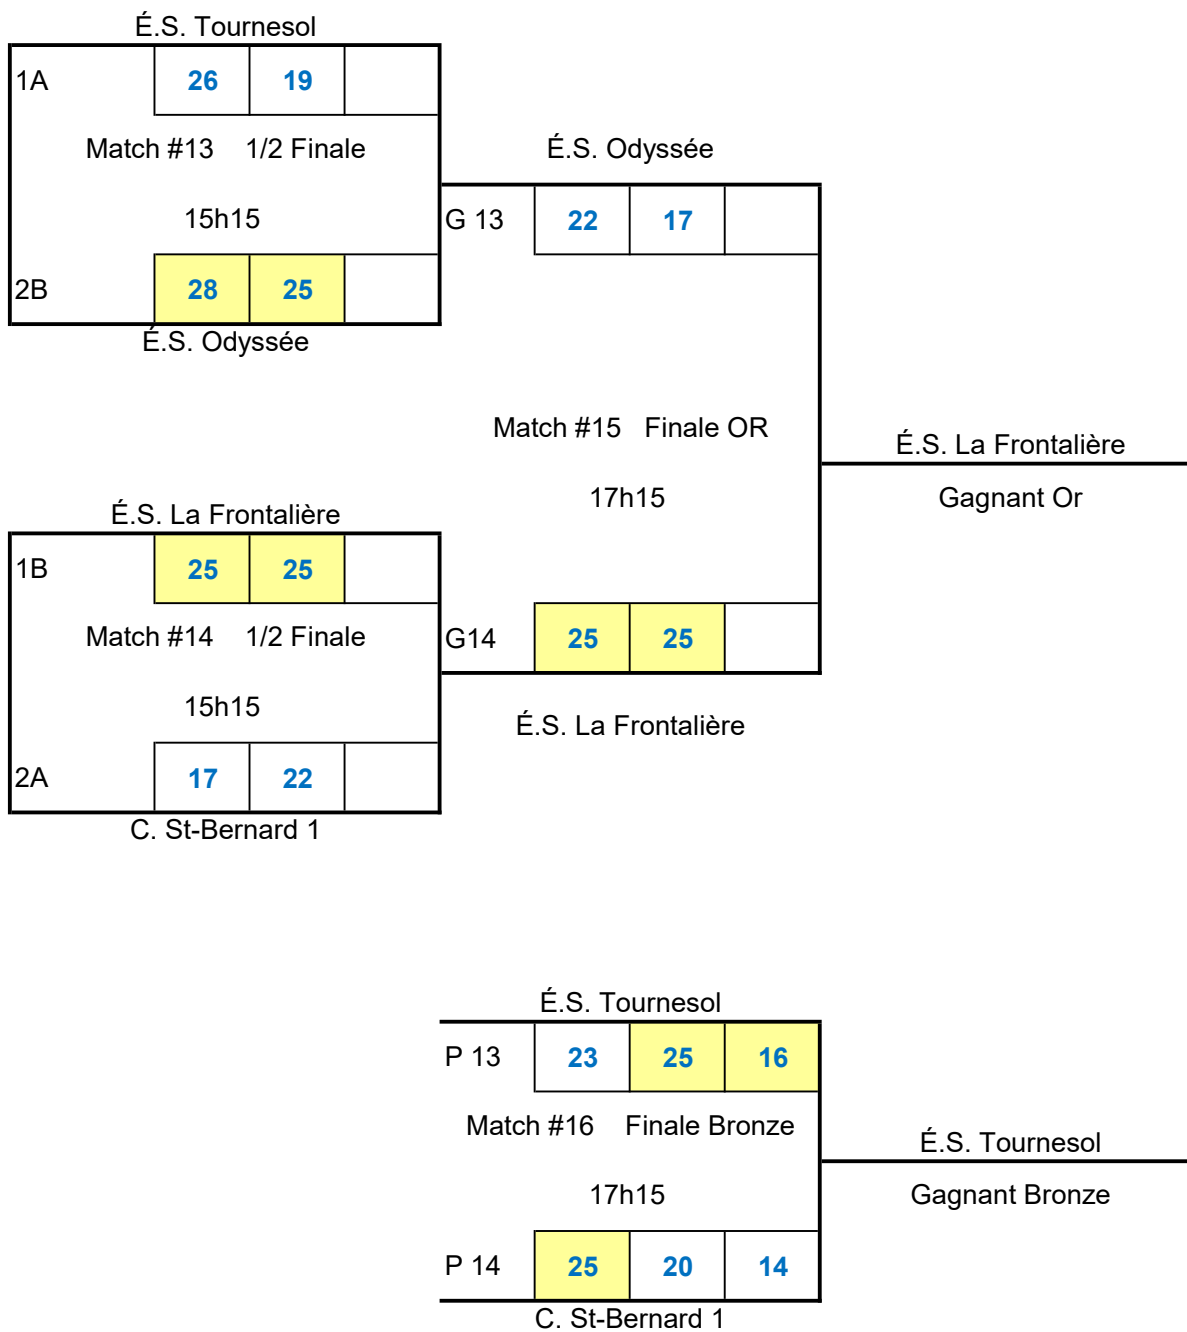 É.S. Tournesol
1A 26 19
Match #13 1/2 Finale
15h15
2B 28 25
É.S. Odyssée
É.S. Odyssée
G 13 22 17
Match #15 Finale OR
17h15
G14 25 25
É.S. La Frontalière
É.S. La Frontalière
Gagnant Or
É.S. La Frontalière
1B 25 25
Match #14 1/2 Finale
15h15
2A 17 22
C. St-Bernard 1
É.S. Tournesol
P 13 23 25 16
Match #16 Finale Bronze
17h15
P 14 25 20 14
C. St-Bernard 1
É.S. Tournesol
Gagnant Bronze